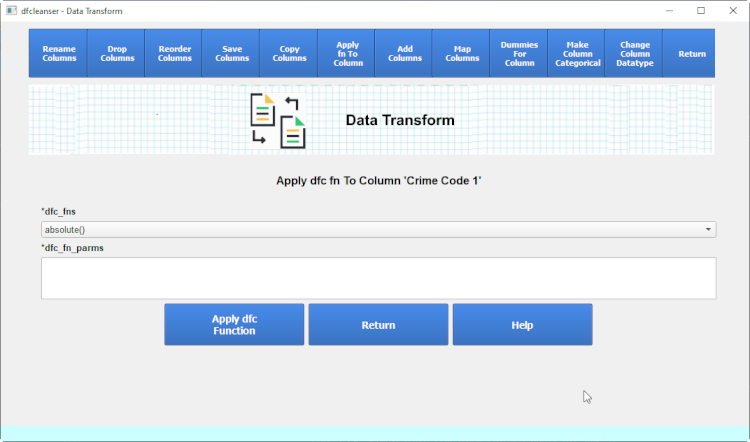 dfcleanser - Data Transform
Rename
Columns
Drop
Columns
Reorder
Columns
Save
Columns
Copy
Columns
Apply
fn To
Column
Add
Columns
Map
Columns
Dummies
For
Column
Make
Column
Categorical
Change
Column
Datatype
Return
Data Transform
Apply dfc fn To Column 'Crime Code 1'
*dfc_fns
absolute()
*dfc_fn_parms
Apply dfc
Function
Return
Help